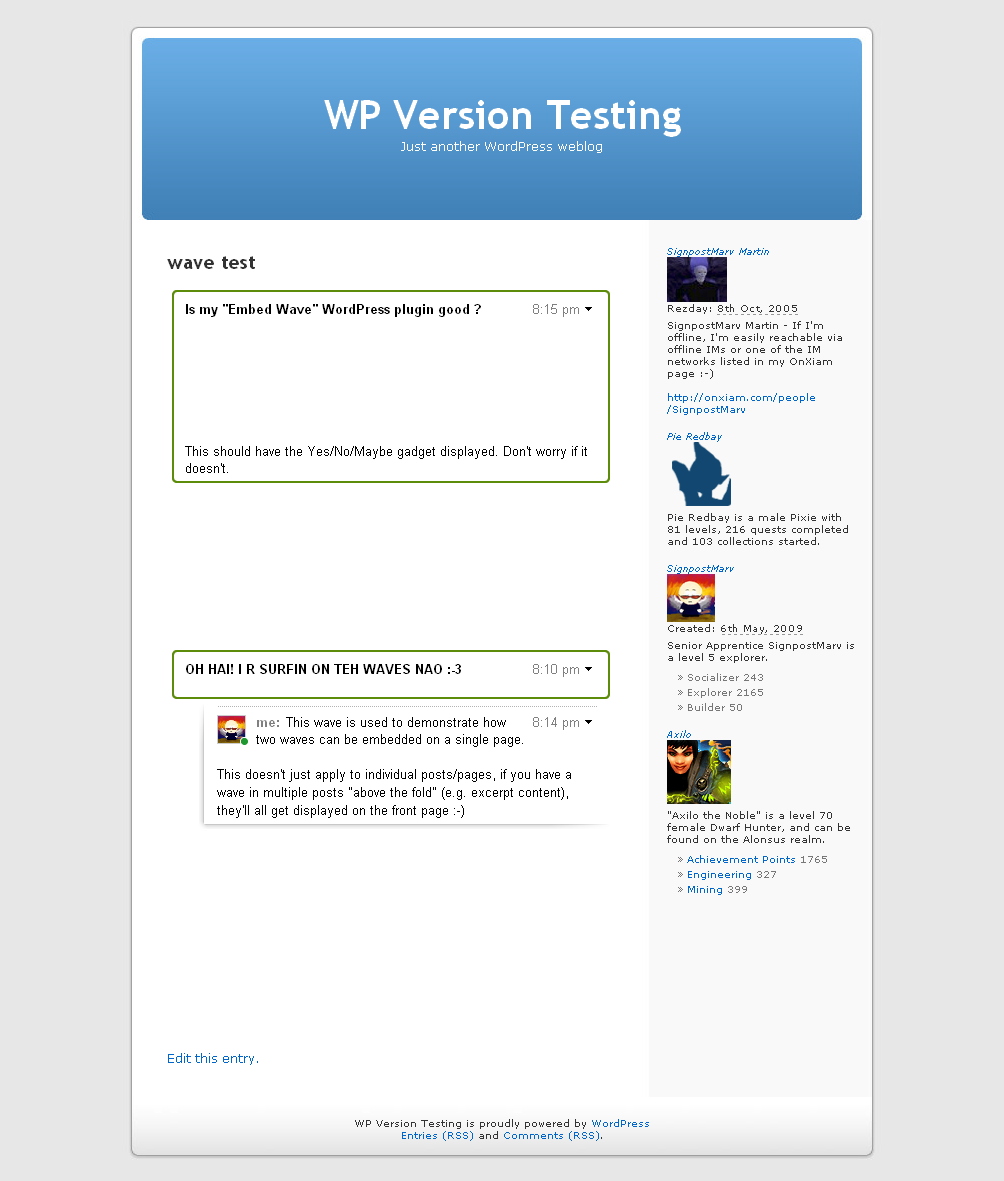 WP Version Testing
Just another WordPress weblog
wave test
Is my "Embed Wave" WordPress plugin good ? 8:15 pm
This should have the Yes/No/Maybe gadget displayed. Don't worry if it
doesn't.
OH HAI! I R SURFIN ON TEH WAVES NAO :-3 8:10 pm
me: This wave is used to demonstrate how 8:14 pm
two waves can be embedded on a single page.
This doesn't just apply to individual posts/pages, if you have a
wave in multiple posts "above the fold" (e.g. excerpt content),
they'll all get displayed on the front page :-)
Edit this entry.
SignpostMarv Martin
Rezday: 8th Oct, 2005
SignpostMarv Martin - If I'm
offline, I'm easily reachable via
offline IMs or one of the IM
networks listed in my OnXiam
page :-)
http://onxiam.com/people
/SignpostMarv
Pie Redbay
Pie Redbay is a male Pixie with
81 levels, 216 quests completed
and 103 collections started.
SignpostMarv
Created: 6th May, 2009
Senior Apprentice SignpostMarv is
a level 5 explorer.
» Socializer 243
» Explorer 2165
» Builder 50
Axilo
"Axilo the Noble" is a level 70
female Dwarf Hunter, and can be
found on the Alonsus realm.
» Achievement Points 1765
» Engineering 327
» Mining 399
WP Version Testing is proudly powered by WordPress
Entries (RSS) and Comments (RSS).